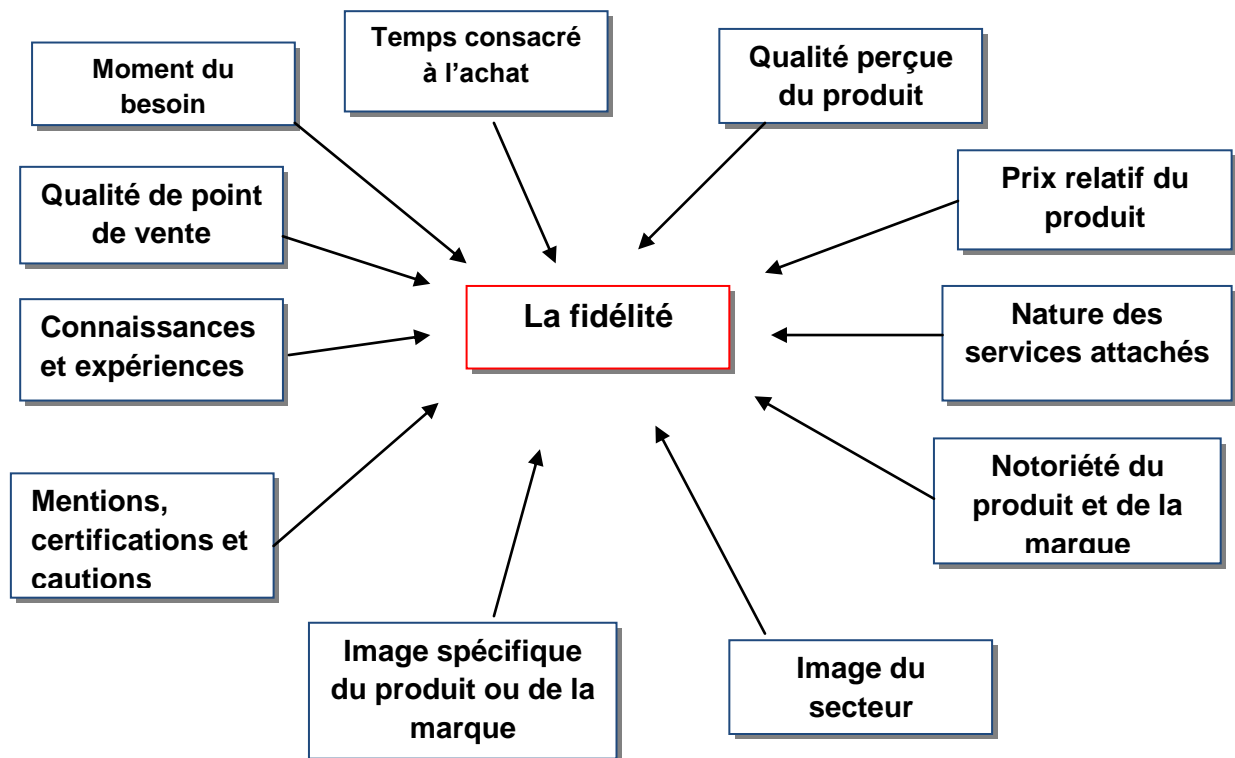 Temps consacré
à l'achat
Moment du
besoin
Qualité perçue
du produit
Qualité de point
de vente
Prix relatif du
produit
La fidélité
Connaissances
et expériences
Nature des
services attachés
Mentions,
certifications et
cautions
Notoriété du
produit et de la
marque
Image spécifique
du produit ou de la
marque
Image du
secteur